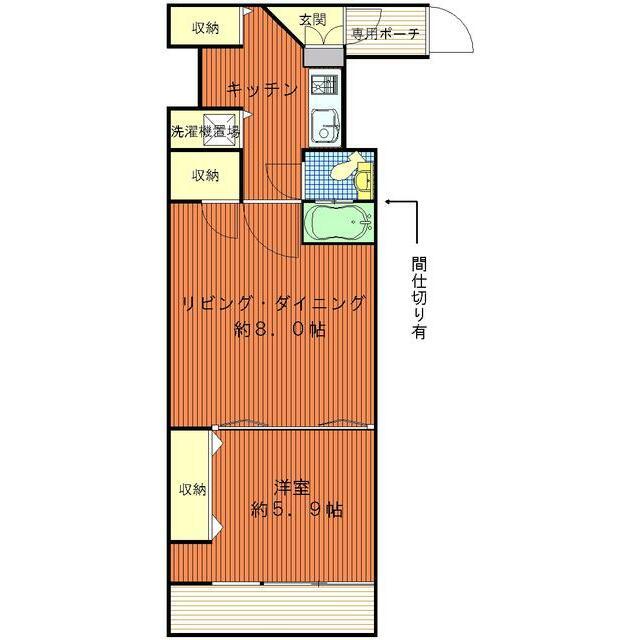 収納
玄関
専用ポーチ
キッチン
洗濯機置場
収納
間仕切り有
リビング・ダイニング
約8.0帖
収納
洋室
約5.9帖